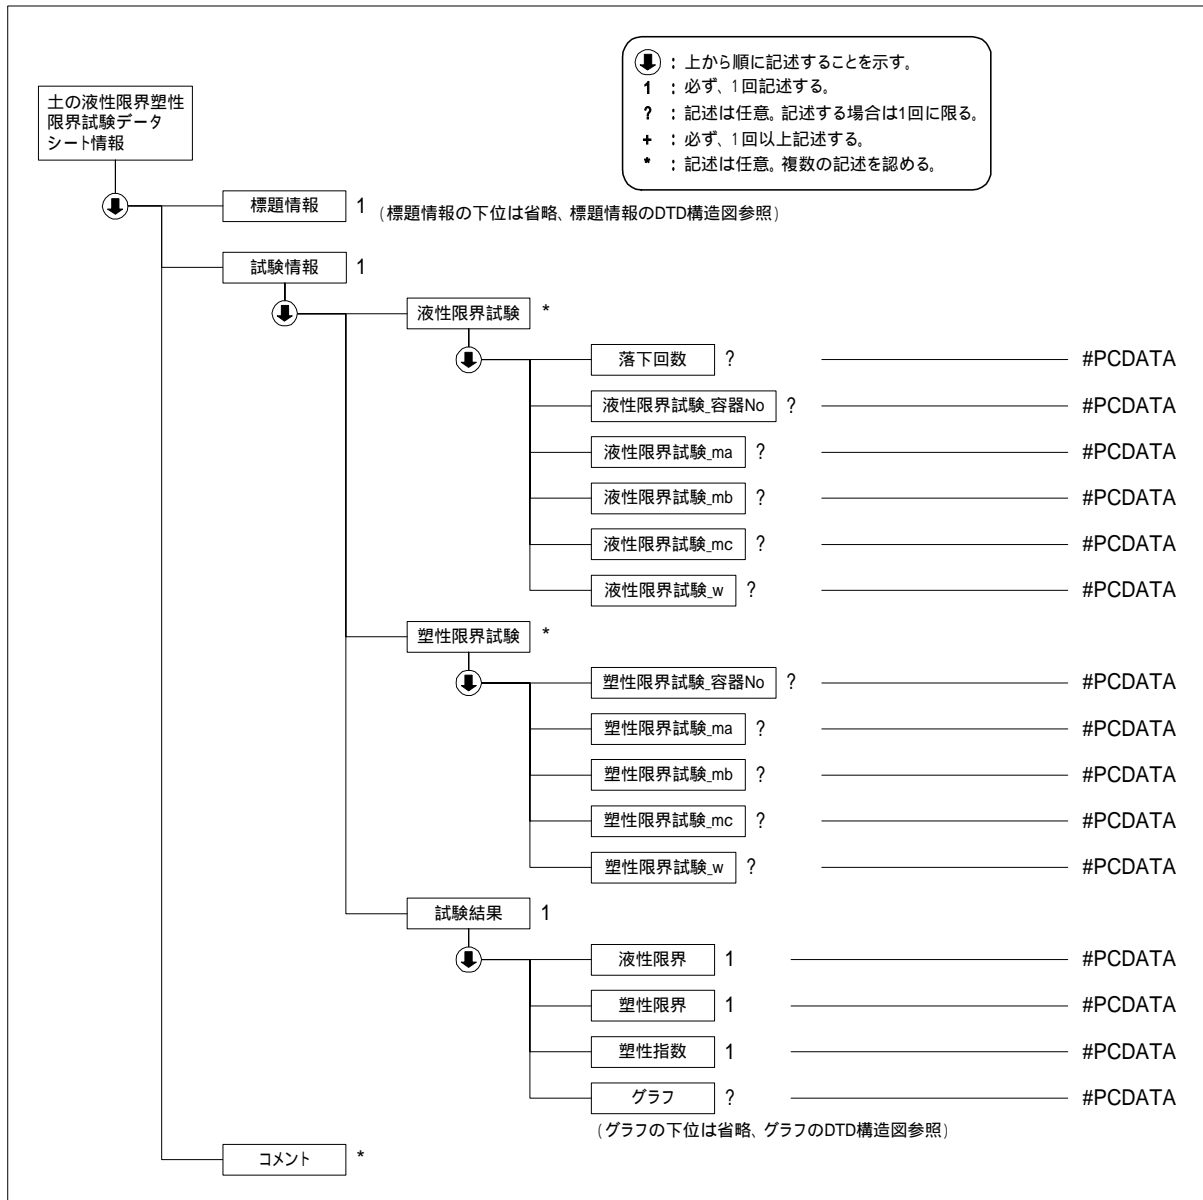 : 上から順に記述することを示す。
1 : 必ず、1回記述する。
? : 記述は任意。記述する場合は1回に限る。
+ : 必ず、1回以上記述する。
* : 記述は任意。複数の記述を認める。
土の液性限界塑性
限界試験データ
シート情報
標題情報 1 (標題情報の下位は省略、標題情報のDTD構造図参照)
試験情報 1
液性限界試験 *
落下回数 ? #PCDATA
液性限界試験_容器No ? #PCDATA
液性限界試験_ma ? #PCDATA
液性限界試験_mb ? #PCDATA
液性限界試験_mc ? #PCDATA
液性限界試験_w ? #PCDATA
塑性限界試験 *
塑性限界試験_容器No ? #PCDATA
塑性限界試験_ma ? #PCDATA
塑性限界試験_mb ? #PCDATA
塑性限界試験_mc ? #PCDATA
塑性限界試験_w ? #PCDATA
試験結果 1
液性限界 1 #PCDATA
塑性限界 1 #PCDATA
塑性指数 1 #PCDATA
グラフ ? #PCDATA
(グラフの下位は省略、グラフのDTD構造図参照)
コメント *